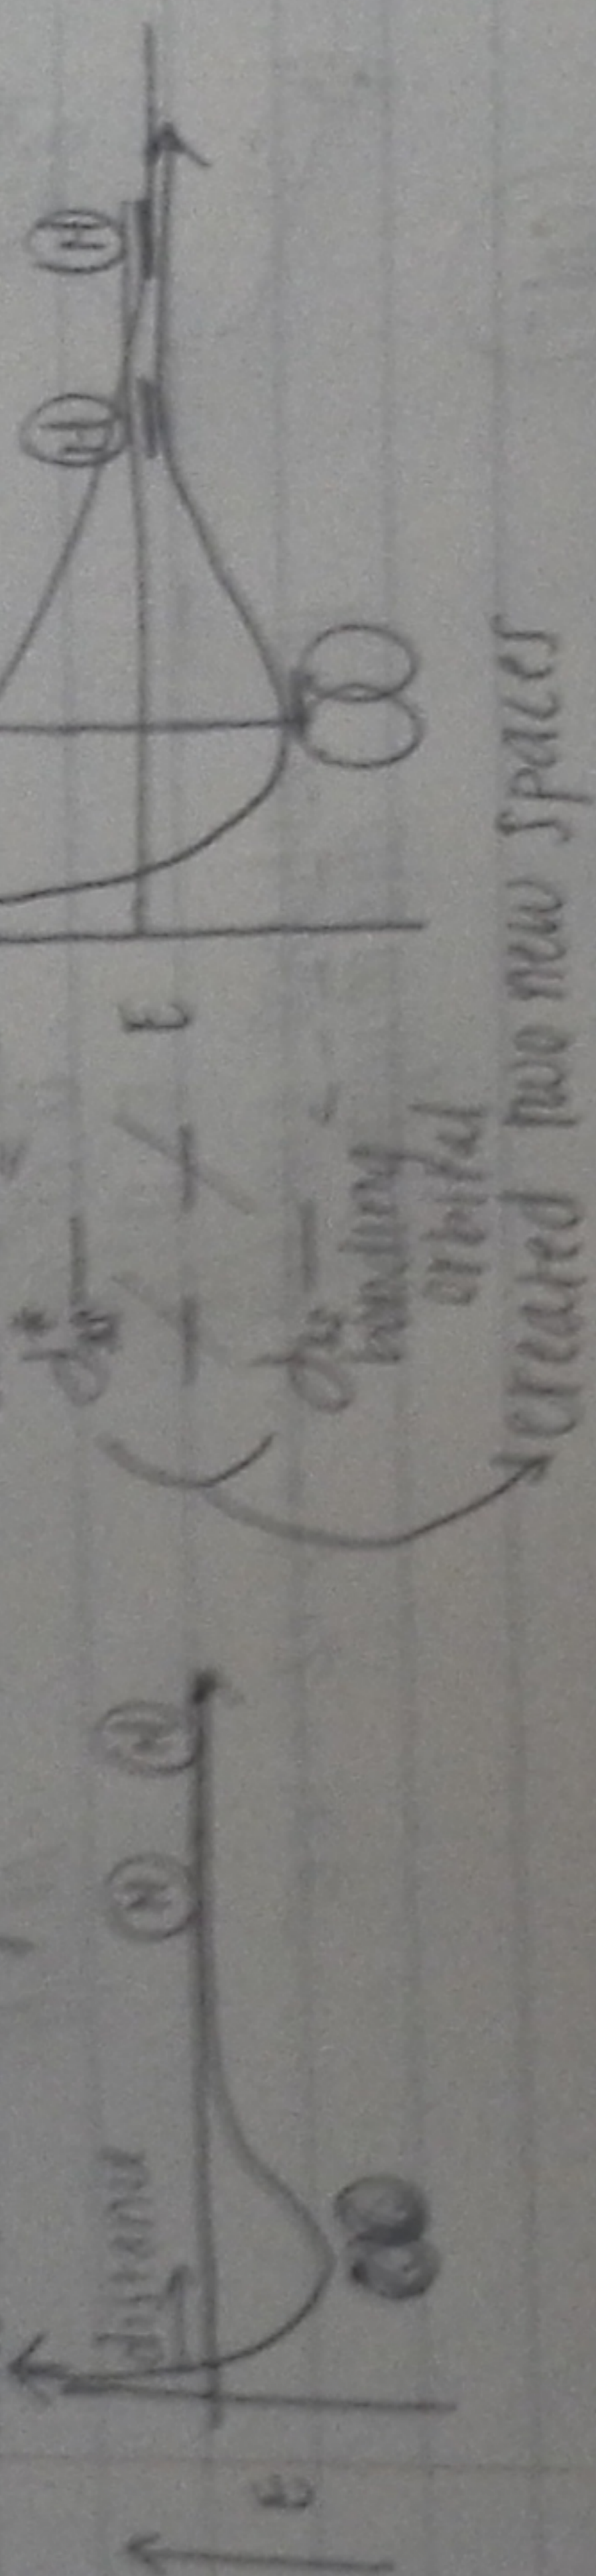 E
distance
N
N
σ*
σ
bonding
orbital
created two new spaces
E
H
H